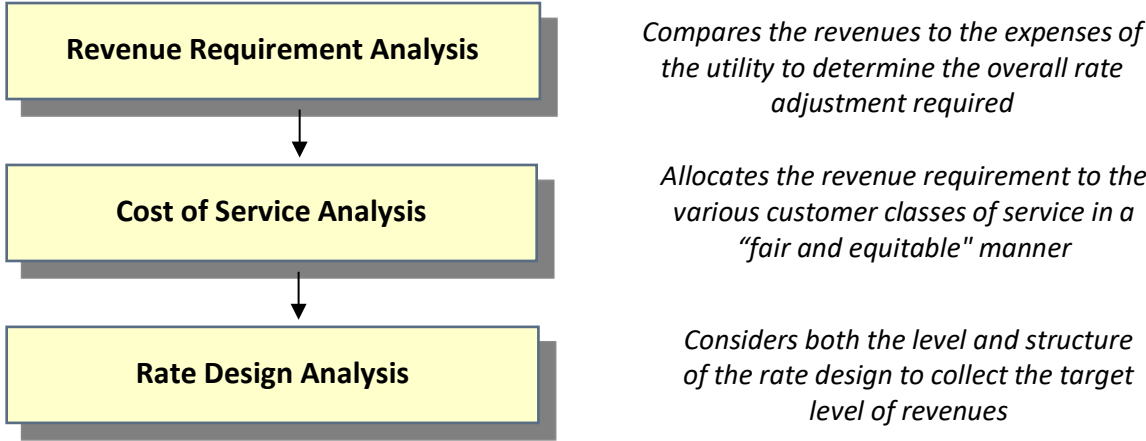 Revenue Requirement Analysis
Compares the revenues to the expenses of
the utility to determine the overall rate
adjustment required
Cost of Service Analysis
Allocates the revenue requirement to the
various customer classes of service in a
“fair and equitable" manner
Rate Design Analysis
Considers both the level and structure
of the rate design to collect the target
level of revenues